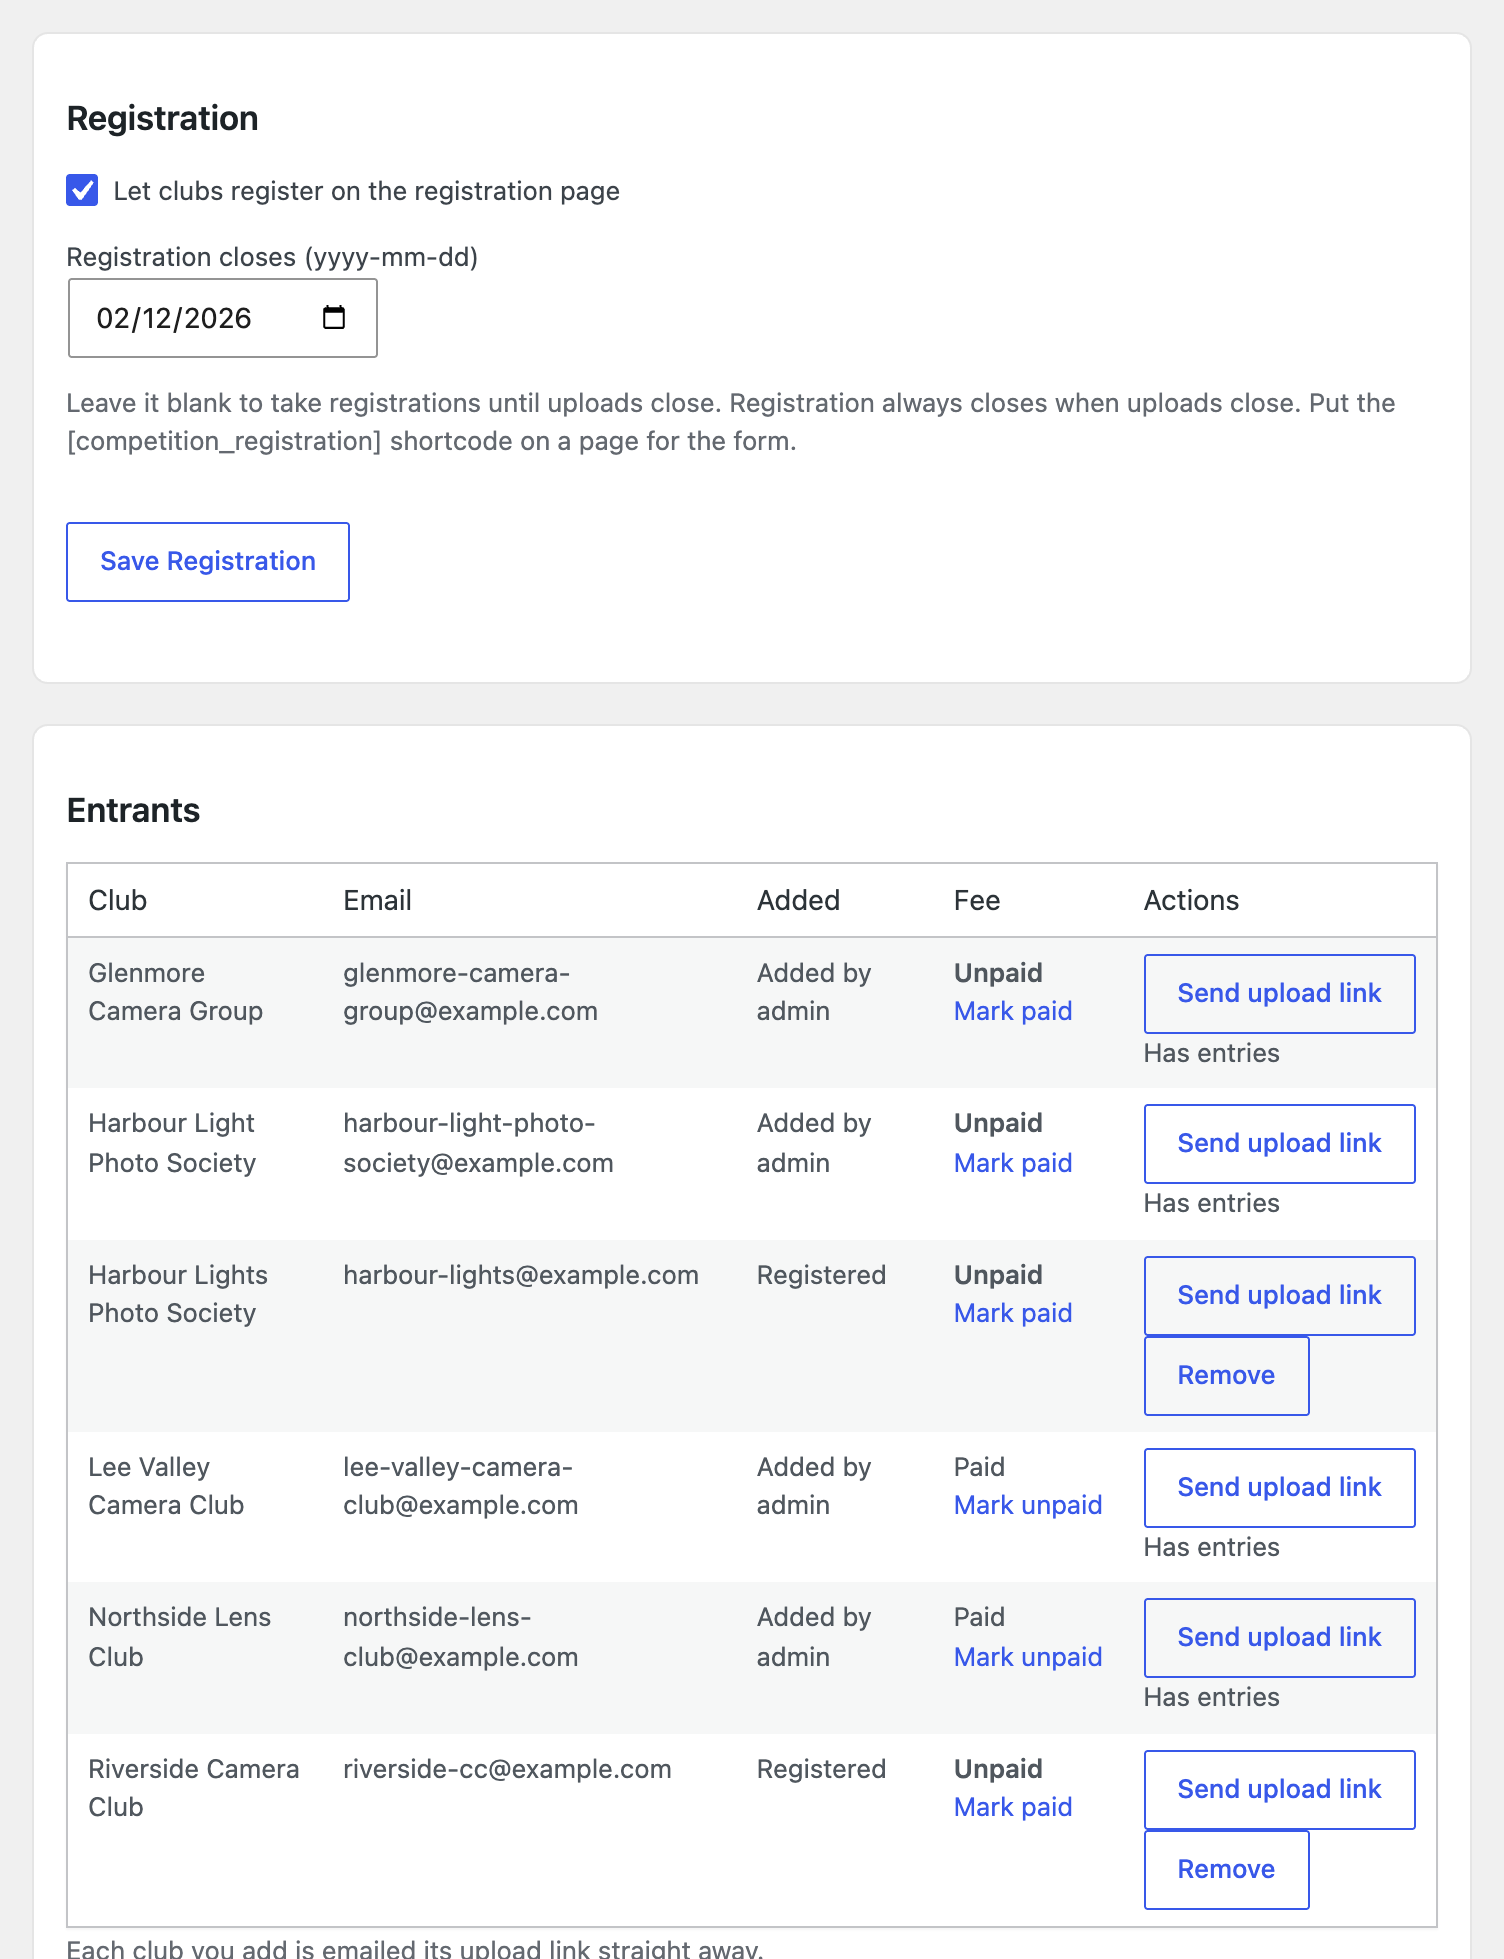 Registration
Let clubs register on the registration page
Registration closes (yyyy-mm-dd)
02/12/2026
Leave it blank to take registrations until uploads close. Registration always closes when uploads close. Put the
[competition_registration] shortcode on a page for the form.
Save Registration
Entrants
Club Email Added Fee Actions
Glenmore glenmore-camera- Added by Unpaid Send upload link
Camera Group group@example.com admin Mark paid
Has entries
Harbour Light harbour-light-photo- Added by Unpaid Send upload link
Photo Society society@example.com admin Mark paid
Has entries
Harbour Lights harbour-lights@example.com Registered Unpaid Send upload link
Photo Society Mark paid
Remove
Lee Valley lee-valley-camera- Added by Paid Send upload link
Camera Club club@example.com admin Mark unpaid
Has entries
Northside Lens northside-lens- Added by Paid Send upload link
Club club@example.com admin Mark unpaid
Has entries
Riverside Camera riverside-cc@example.com Registered Unpaid Send upload link
Club Mark paid
Remove
Each club you add is emailed its upload link straight away.